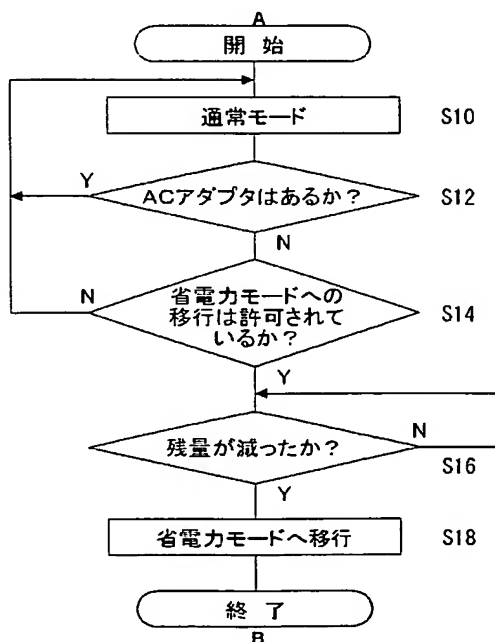 A
開始
通常モード S10
Y
ACアダプタはあるか? S12
N
N
省電力モードへの
移行は許可されて
いるか?
S14
Y
残量が減ったか?
N
S16
Y
省電力モードへ移行 S18
終了
B